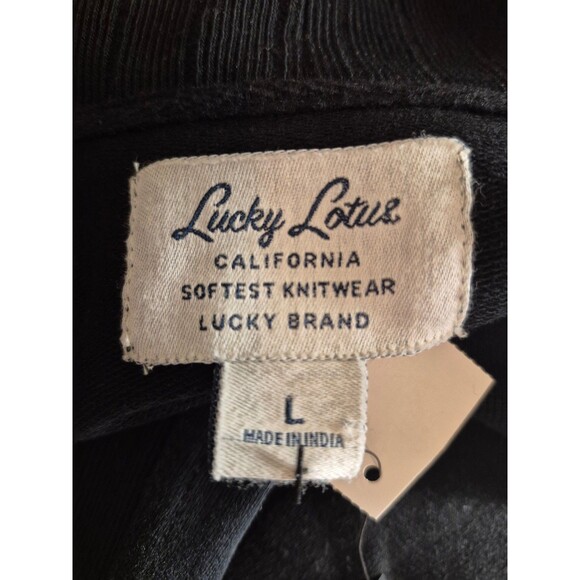 Lucky Lotus
CALIFORNIA
SOFTEST KNITWEAR
LUCKY BRAND
L
MADE IN INDIA